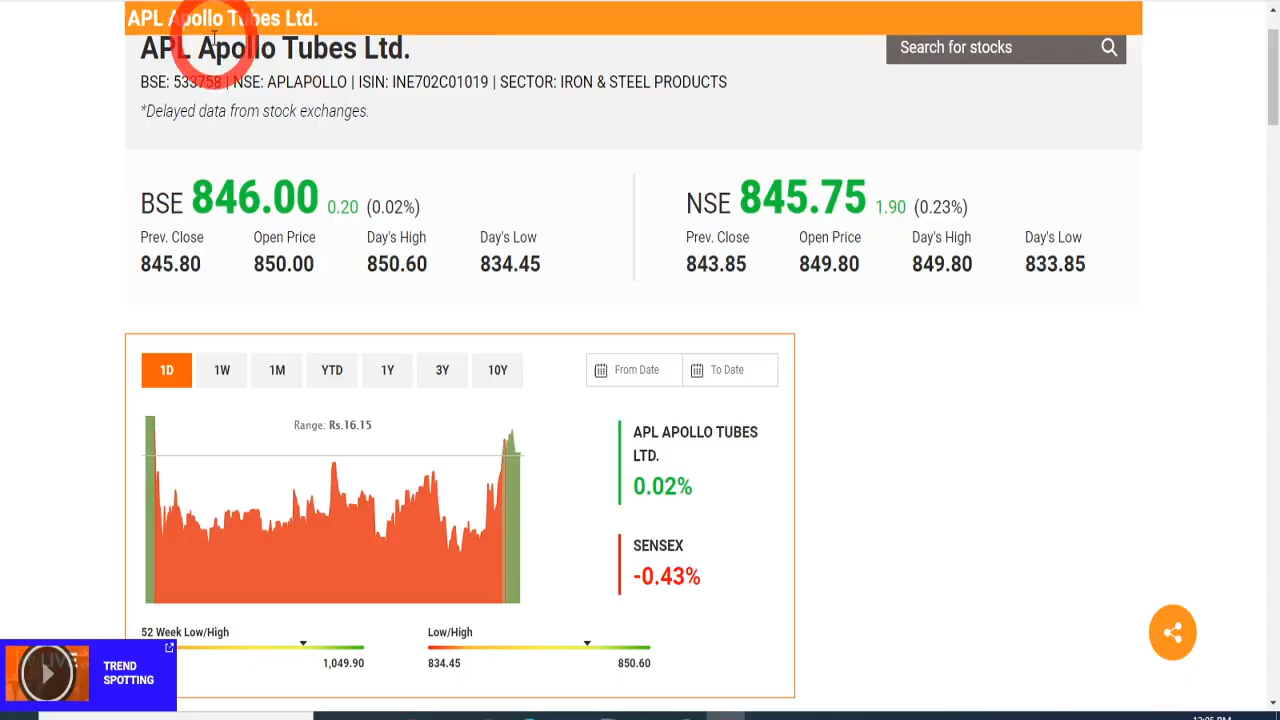 APL Apollo Tubes Ltd.
APL Apollo Tubes Ltd.
Search for stocks
BSE: 533758 | NSE: APLAPOLLO | ISIN: INE702C01019 | SECTOR: IRON & STEEL PRODUCTS
*Delayed data from stock exchanges.
BSE 846.00 0.20 (0.02%)
Prev. Close Open Price Day's High Day's Low
845.80 850.00 850.60 834.45
NSE 845.75 1.90 (0.23%)
Prev. Close Open Price Day's High Day's Low
843.85 849.80 849.80 833.85
1D 1W 1M YTD 1Y 3Y 10Y
From Date To Date
Range: Rs.16.15
APL APOLLO TUBES
LTD.
0.02%
SENSEX
-0.43%
52 Week Low/High
1,049.90
Low/High
834.45 850.60
LIVE
TREND
SPOTTING